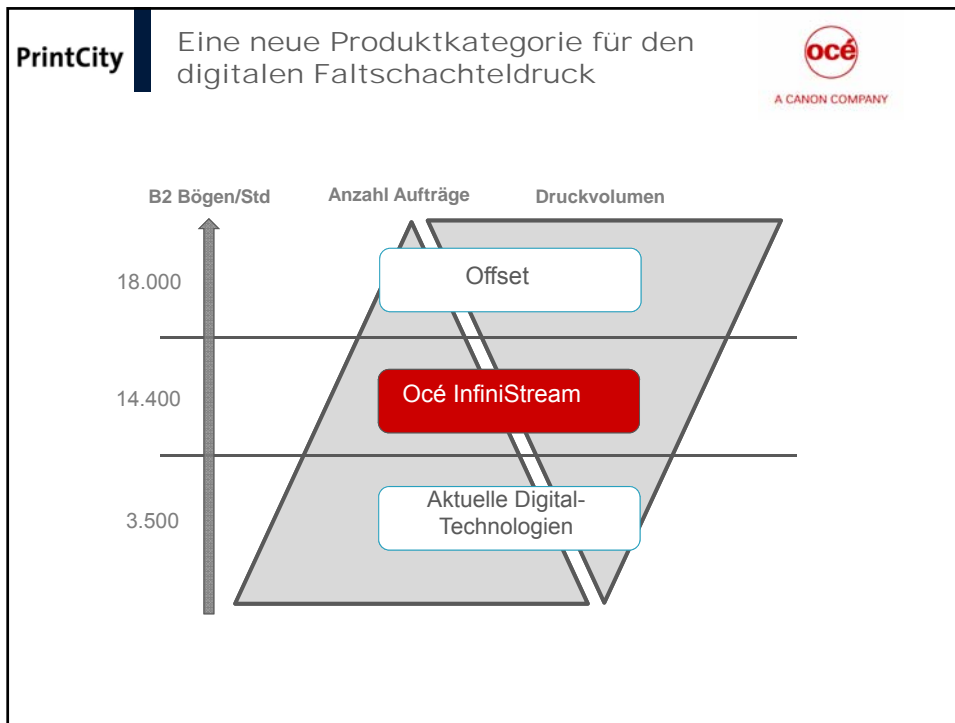 PrintCity
Eine neue Produktkategorie für den
digitalen Faltschachteldruck
océ
A CANON COMPANY
B2 Bögen/Std
Anzahl Aufträge
Druckvolumen
18.000
Offset
14.400
Océ InfiniStream
3.500
Aktuelle Digital-
Technologien